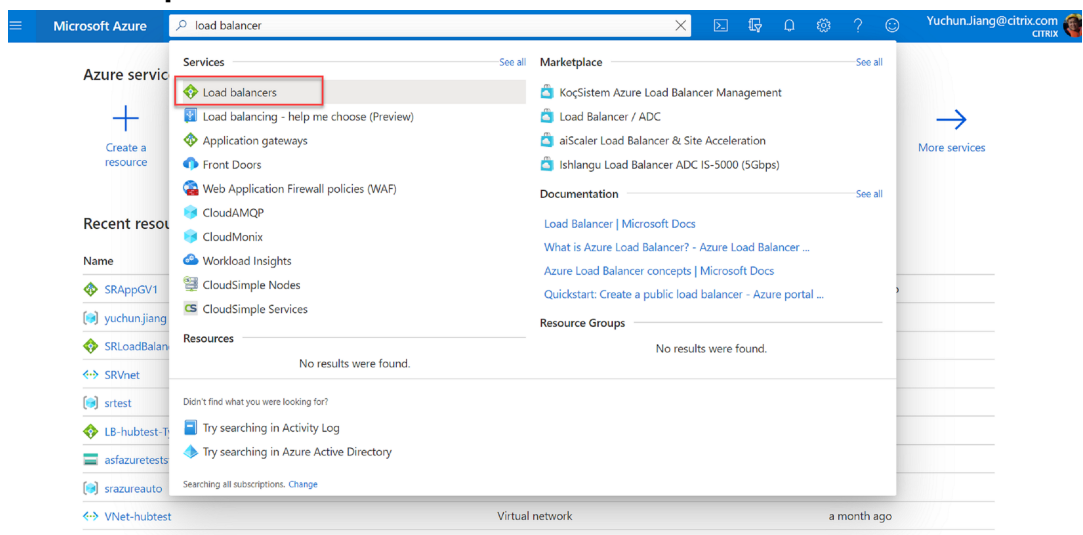 Microsoft Azure
load balancer
Yuchun.Jiang@citrix.com
CITRIX
Azure servic
Create a
resource
More services
Recent resou
Name
SRAppGV1
yuchun.jiang
SRLoadBalan
SRVnet
srtest
LB-hubtest-T
asfazuretests
srazureauto
VNet-hubtest
Virtual network
a month ago
Services
See all
Load balancers
Load balancing - help me choose (Preview)
Application gateways
Front Doors
Web Application Firewall policies (WAF)
CloudAMQP
CloudMonix
Workload Insights
CloudSimple Nodes
CloudSimple Services
Resources
No results were found.
Marketplace
See all
KoçSistem Azure Load Balancer Management
Load Balancer / ADC
aiScaler Load Balancer & Site Acceleration
Ishlangu Load Balancer ADC IS-5000 (5Gbps)
Documentation
See all
Load Balancer | Microsoft Docs
What is Azure Load Balancer? - Azure Load Balancer ...
Azure Load Balancer concepts | Microsoft Docs
Quickstart: Create a public load balancer - Azure portal ...
Resource Groups
No results were found.
Didn't find what you were looking for?
Try searching in Activity Log
Try searching in Azure Active Directory
Searching all subscriptions. Change